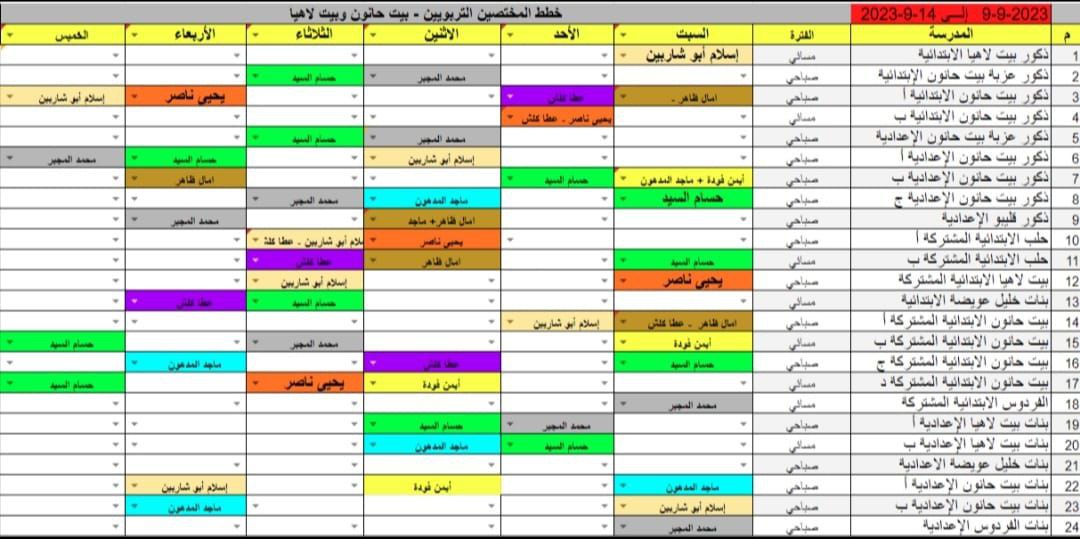 خطط المختصين التربويين - بيت حانون وبيت لاهيا
9-9-2023 إلى 14-9-2023
م المدرسة الفترة السبت الأحد الاثنين الثلاثاء الأربعاء الخميس
1 ذكور بيت لاهيا الابتدائية مسائي إسلام أبو شاربين
2 ذكور عزبة بيت حانون الإبتدائية صباحي محمد المجبر حسام السيد
3 ذكور بيت حانون الابتدائية أ صباحي امال ظاهر - عطا كلش يحيى ناصر إسلام أبو شاربين
4 ذكور بيت حانون الابتدائية ب مسائي يحيى ناصر - عطا كلش
5 ذكور عزبة بيت حانون الإعدادية صباحي محمد المجبر حسام السيد
6 ذكور بيت حانون الإعدادية أ صباحي إسلام أبو شاربين حسام السيد محمد المجبر
7 ذكور بيت حانون الإعدادية ب صباحي أيمن فودة + ماجد المدهون حسام السيد امال ظاهر
8 ذكور بيت حانون الإعدادية ج صباحي حسام السيد ماجد المدهون محمد المجبر
9 ذكور قليبو الإعدادية صباحي امال ظاهر+ ماجد محمد المجبر
10 حلب الابتدائية المشتركة أ صباحي يحيى ناصر إسلام أبو شاربين - عطا كلش
11 حلب الابتدائية المشتركة ب مسائي حسام السيد امال ظاهر عطا كلش
12 بيت لاهيا الابتدائية المشتركة صباحي يحيى ناصر إسلام أبو شاربين
13 بنات خليل عويضة الابتدائية مسائي حسام السيد عطا كلش
14 بيت حانون الابتدائية المشتركة أ صباحي امال ظاهر - عطا كلش إسلام أبو شاربين
15 بيت حانون الابتدائية المشتركة ب مسائي أيمن فودة محمد المجبر حسام السيد
16 بيت حانون الابتدائية المشتركة ج صباحي حسام السيد عطا كلش ماجد المدهون
17 بيت حانون الابتدائية المشتركة د مسائي أيمن فودة يحيى ناصر حسام السيد
18 الفردوس الابتدائية المشتركة مسائي محمد المجبر
19 بنات بيت لاهيا الإعدادية أ صباحي محمد المجبر حسام السيد
20 بنات بيت لاهيا الإعدادية ب مسائي حسام السيد ماجد المدهون
21 بنات خليل عويضة الاعدادية صباحي
22 بنات بيت حانون الإعدادية أ صباحي ماجد المدهون أيمن فودة إسلام أبو شاربين
23 بنات بيت حانون الإعدادية ب صباحي إسلام أبو شاربين ماجد المدهون
24 بنات الفردوس الإعدادية صباحي محمد المجبر